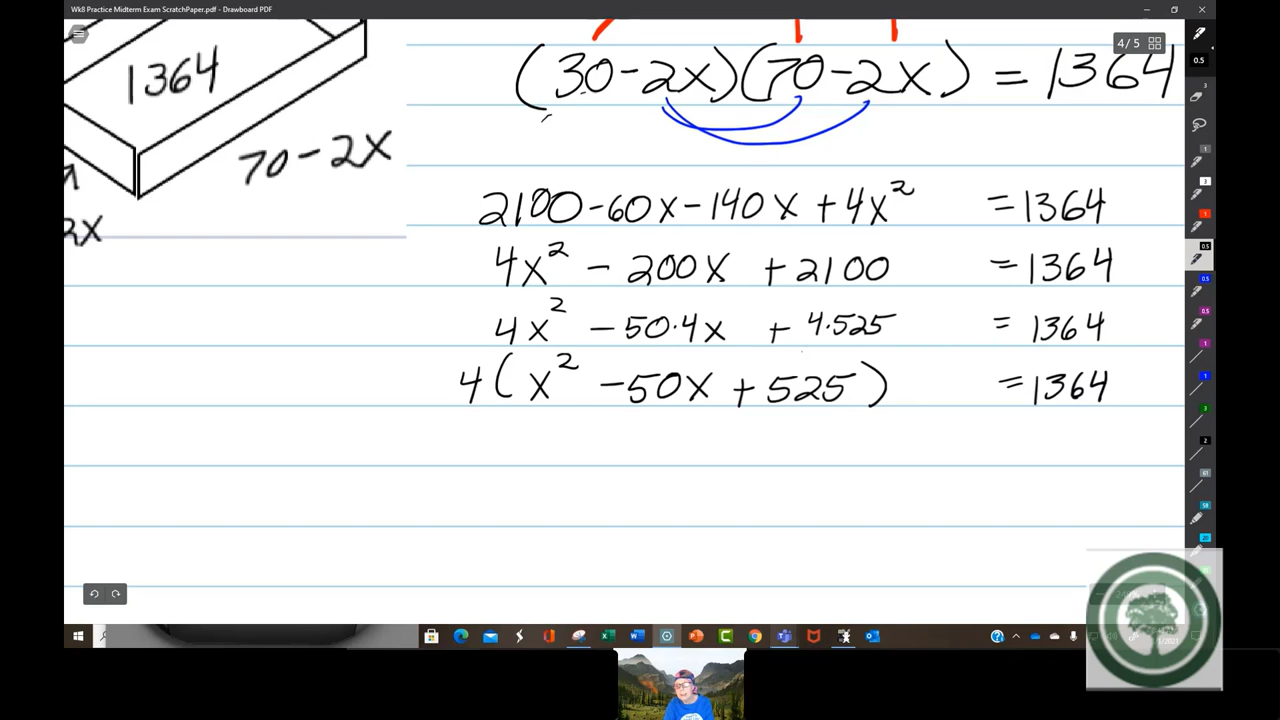 Wk8 Practice Midterm Exam ScratchPaper.pdf - Drawboard PDF
4 / 5
0.5
1364
70-2X
2X
(30-2X)(70-2X) = 1364
2100-60X-140X+4X² =1364
4X² - 200X +2100 =1364
4X² -50·4X + 4·525 =1364
4(X² -50X +525) =1364